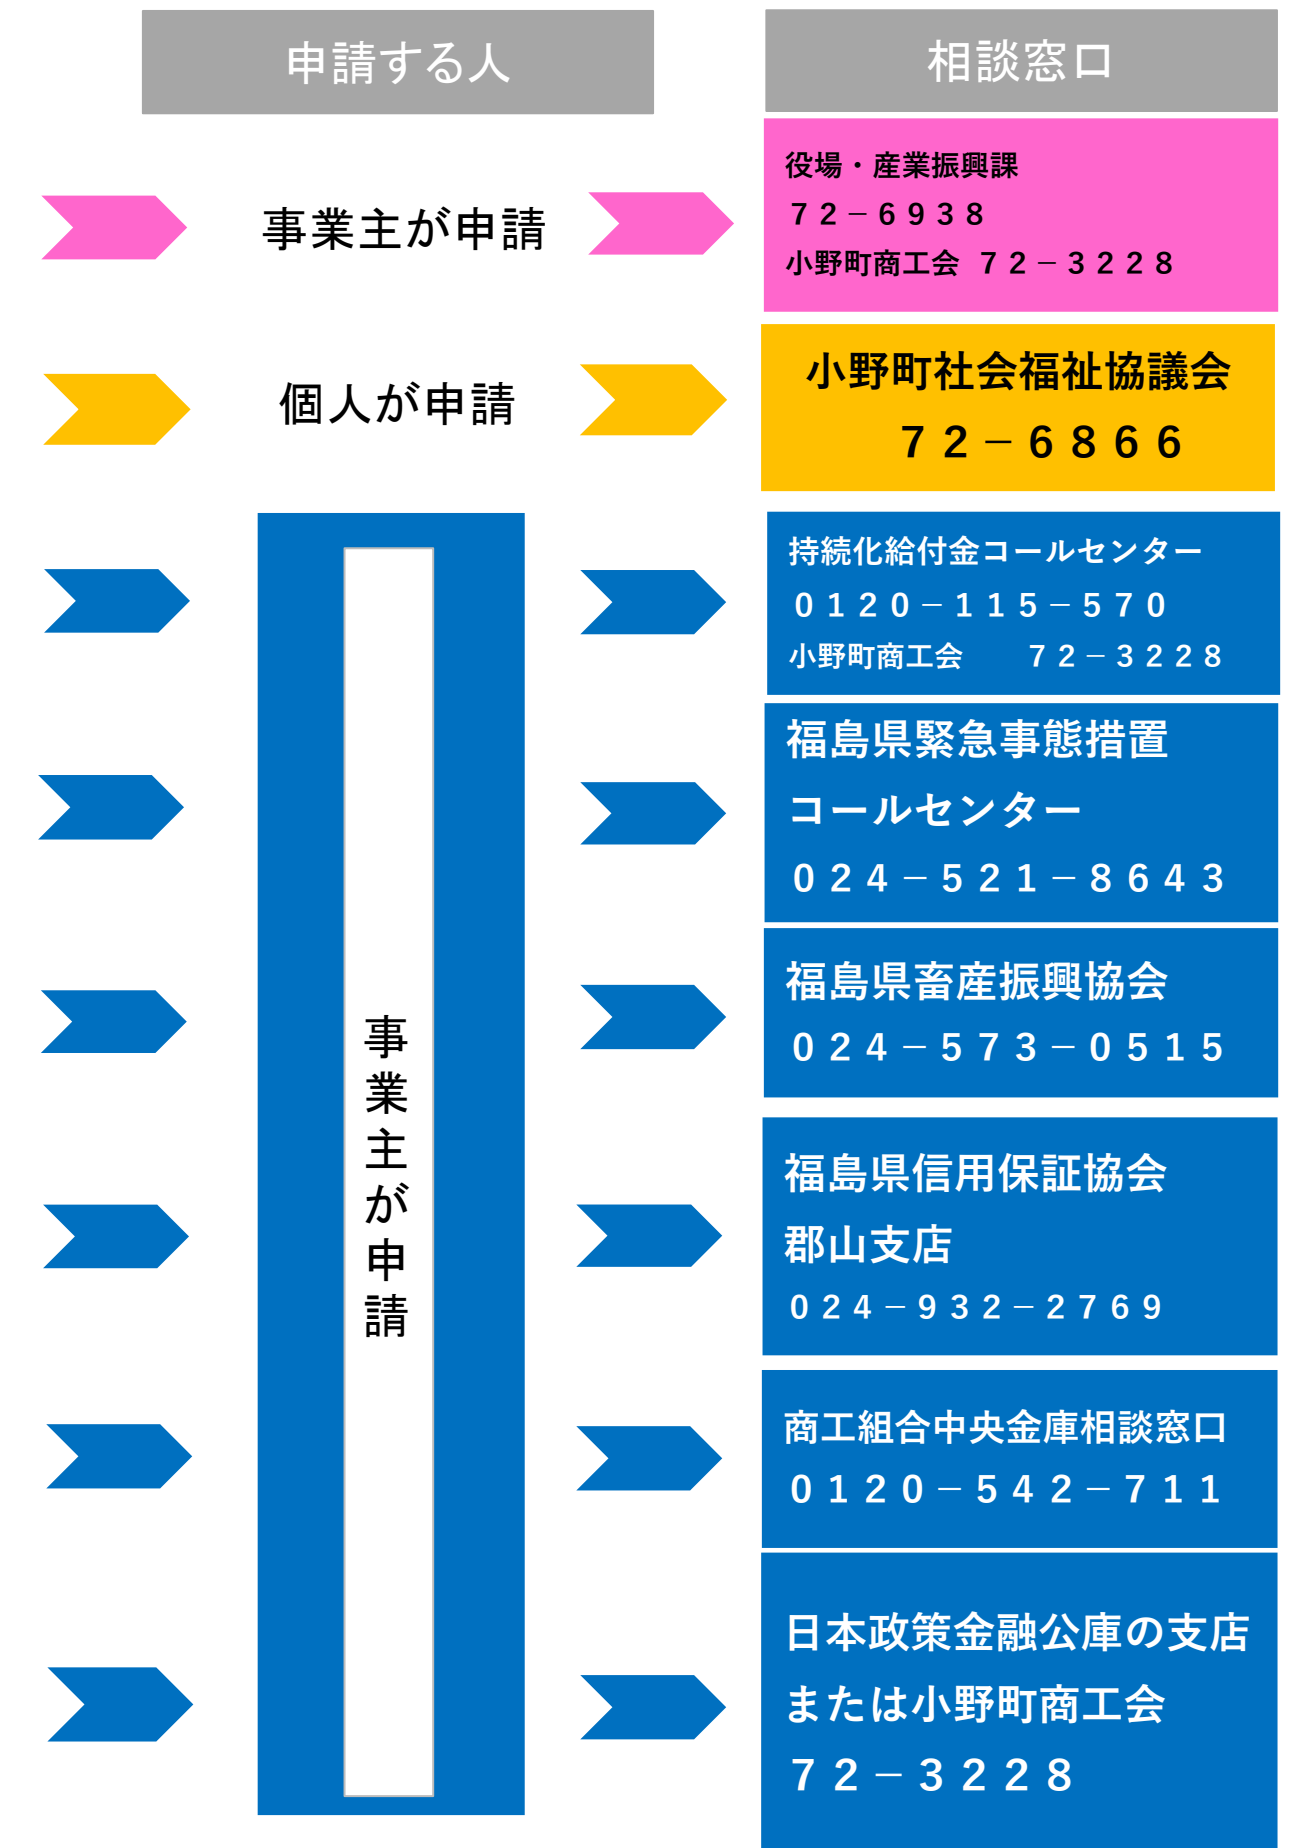 申請する人
相談窓口
事業主が申請
役場・産業振興課
７２－６９３８
小野町商工会 ７２－３２２８
個人が申請
小野町社会福祉協議会
７２－６８６６
事業主が申請
持続化給付金コールセンター
０１２０－１１５－５７０
小野町商工会　　７２－３２２８
福島県緊急事態措置
コールセンター
０２４－５２１－８６４３
福島県畜産振興協会
０２４－５７３－０５１５
福島県信用保証協会
郡山支店
０２４－９３２－２７６９
商工組合中央金庫相談窓口
０１２０－５４２－７１１
日本政策金融公庫の支店
または小野町商工会
７２－３２２８